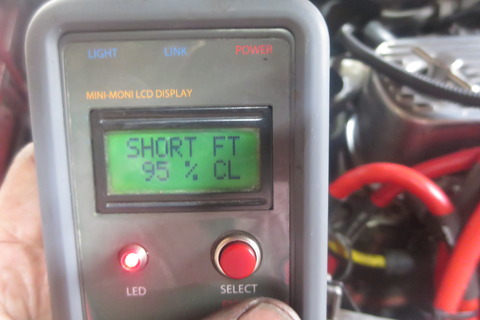 LIGHT LINK POWER
MINI-MONI LCD DISPLAY
SHORT FT
95 % CL
LED SELECT